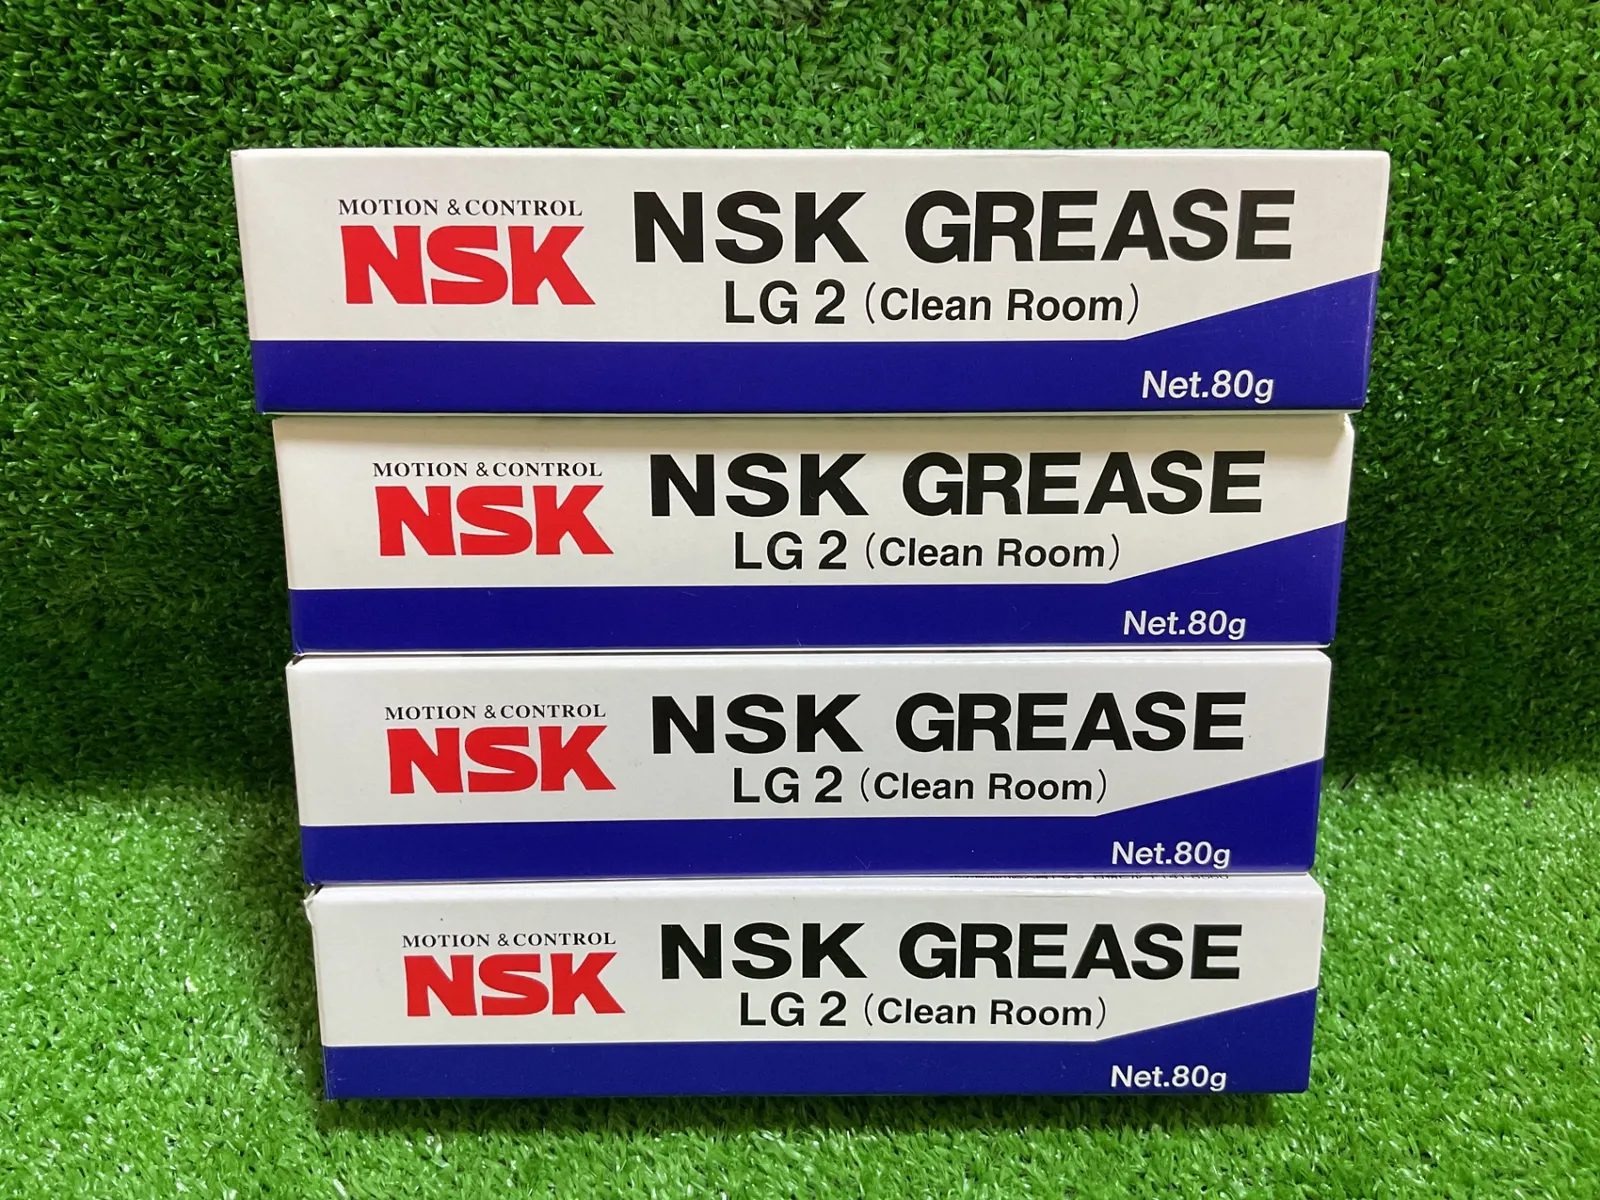 MOTION & CONTROL
NSK
NSK GREASE
LG 2 (Clean Room)
Net.80g
MOTION & CONTROL
NSK
NSK GREASE
LG 2 (Clean Room)
Net.80g
MOTION & CONTROL
NSK
NSK GREASE
LG 2 (Clean Room)
Net.80g
MOTION & CONTROL
NSK
NSK GREASE
LG 2 (Clean Room)
Net.80g